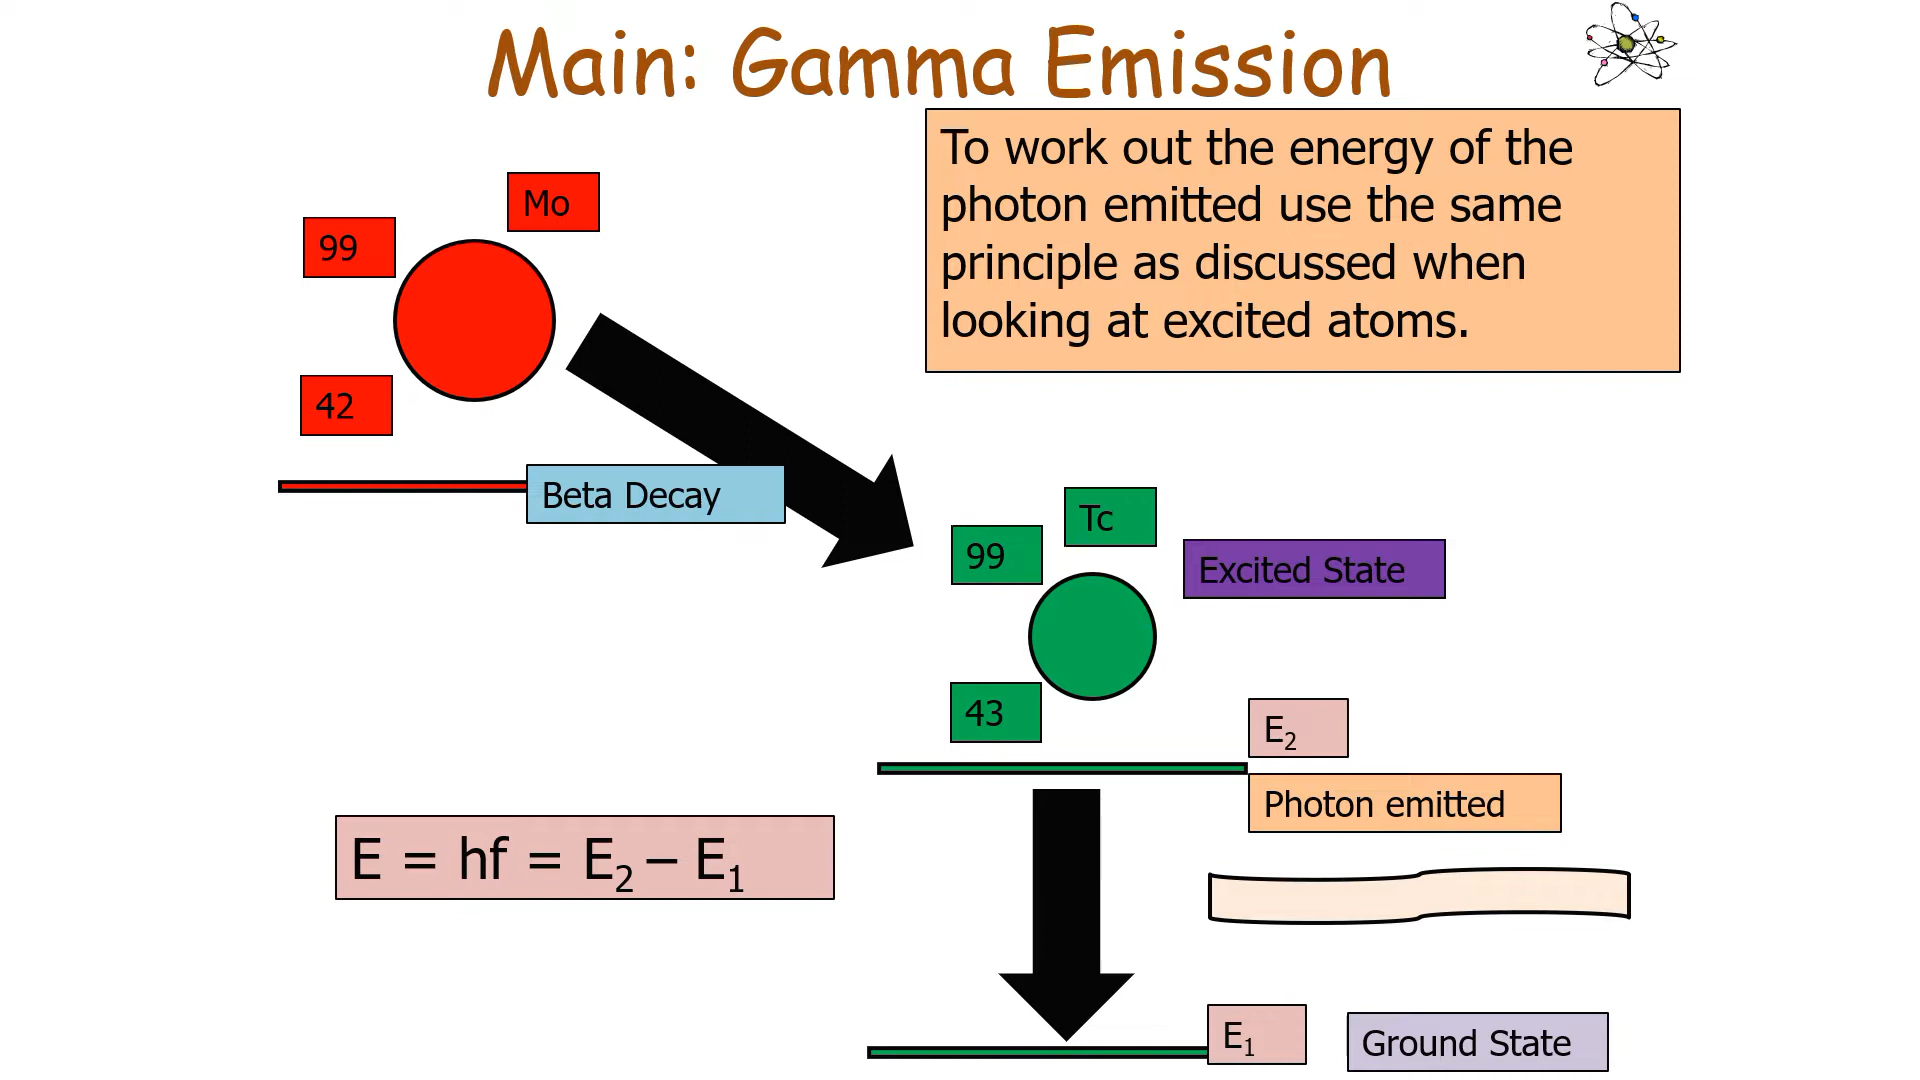 Main: Gamma Emission
To work out the energy of the
photon emitted use the same
principle as discussed when
looking at excited atoms.
Mo
99
42
Beta Decay
Tc
99
Excited State
43
E₂
Photon emitted
E = hf = E₂ – E₁
E₁
Ground State